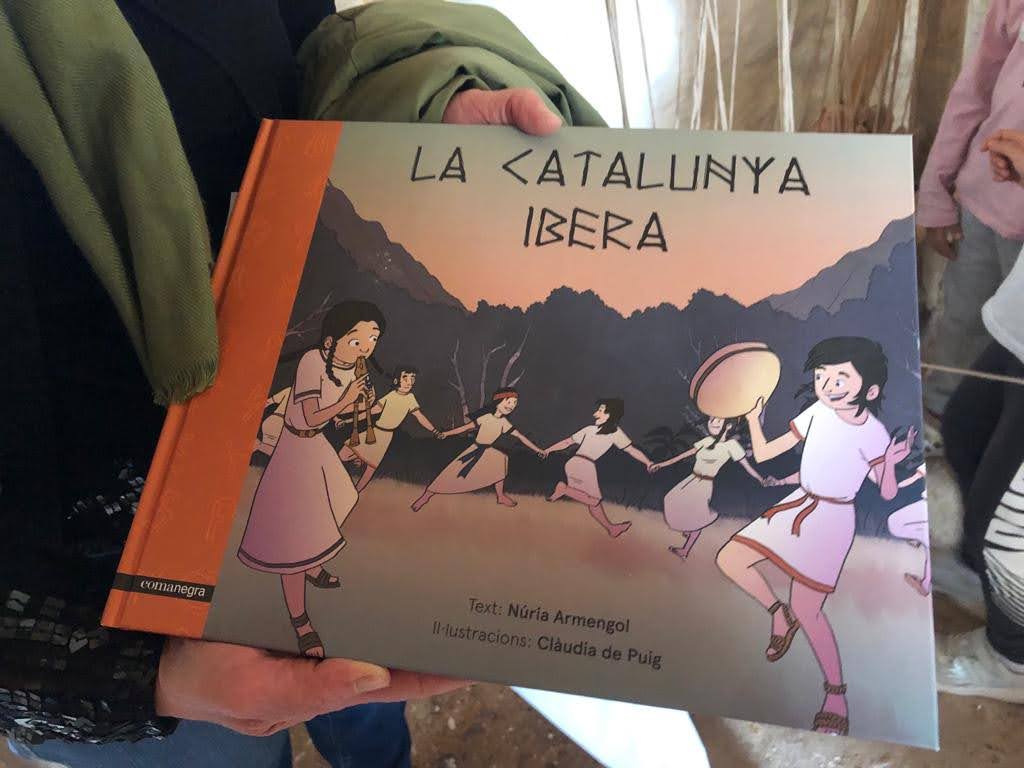 LA CATALUNYA
IBERA
Text: Núria Armengol
Il·lustracions: Clàudia de Puig
comanegra